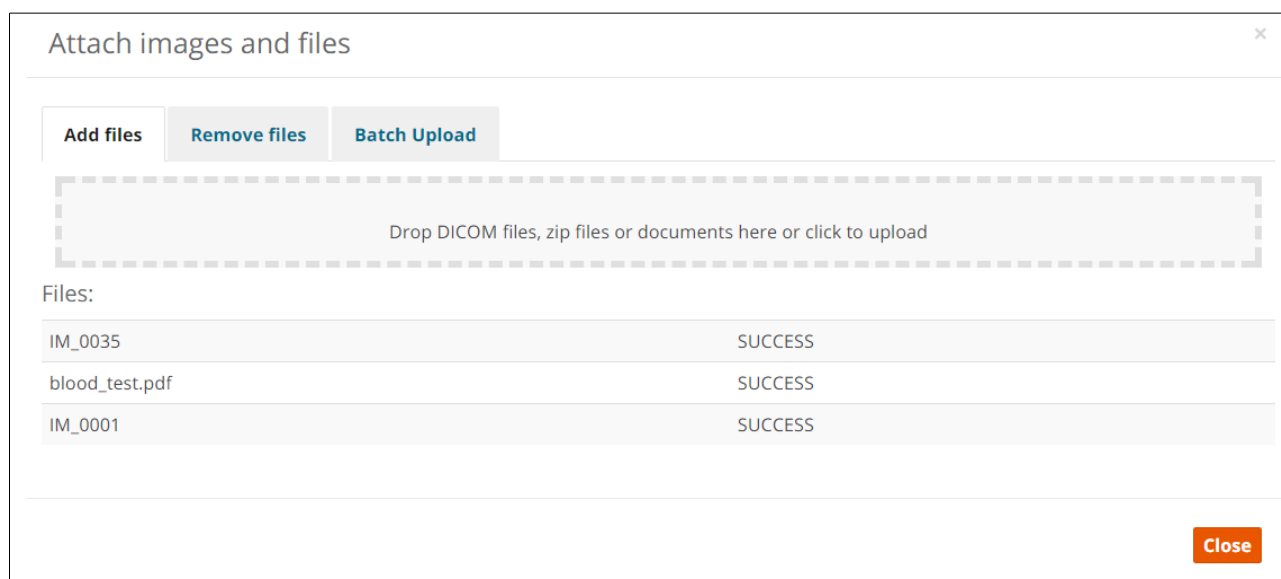 Attach images and files
×
Add files Remove files Batch Upload
Drop DICOM files, zip files or documents here or click to upload
Files:
IM_0035 SUCCESS
blood_test.pdf SUCCESS
IM_0001 SUCCESS
Close